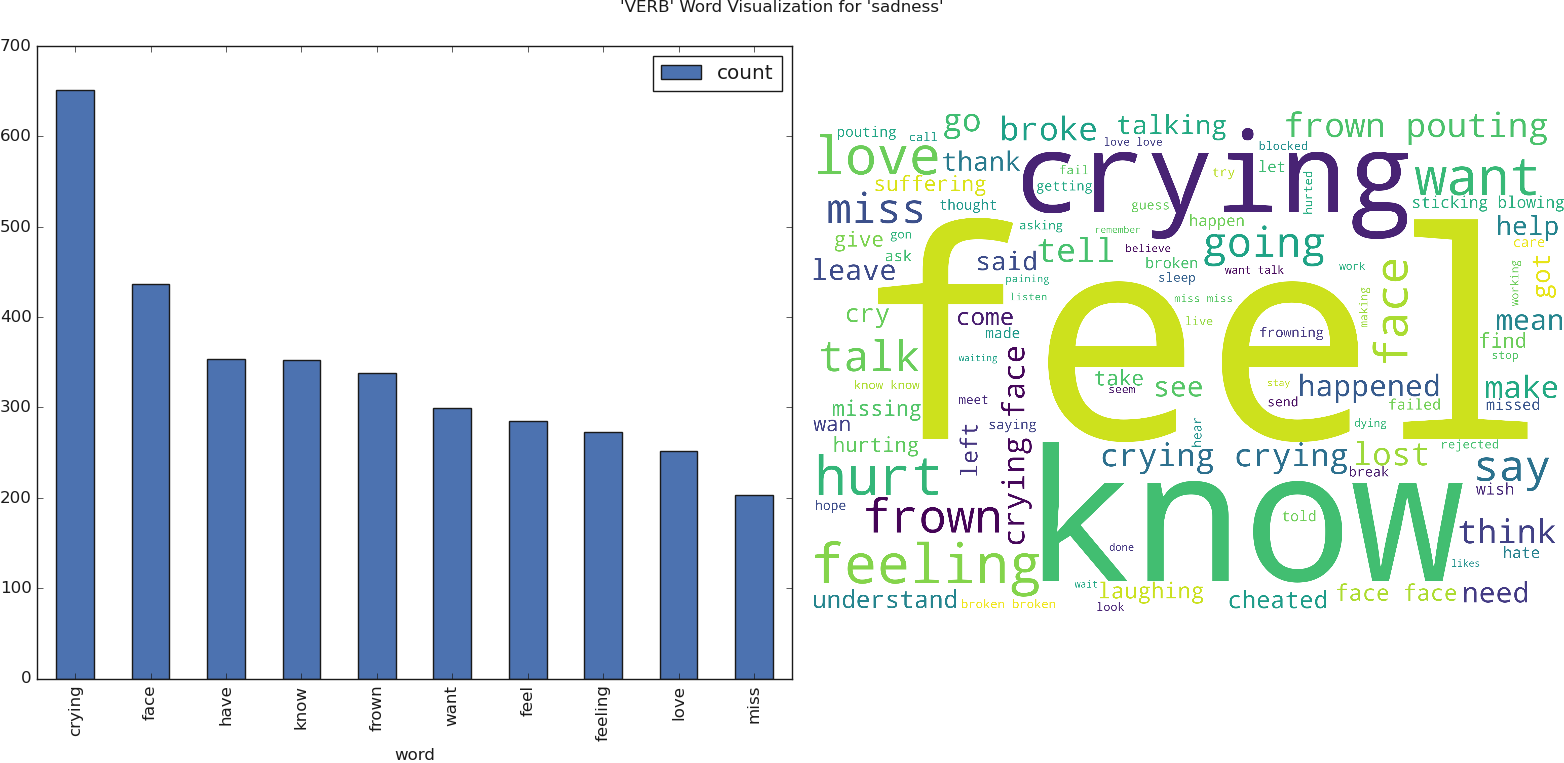 'VERB' Word Visualization for 'sadness'
700
600
500
400
300
200
100
0
count
crying
face
have
know
frown
want
feel
feeling
love
miss
word
pouting
call
go
broke
talking
frown pouting
love love
blocked
love
thank
crying
want
fail
let
try
suffering
getting
hurted
sticking blowing
miss
thought
guess
happen
help
asking
remember
give
gon
tell
going
care
believe
ask
said
broken
leave
want talk
work
face
got
paining
sleep
working
feel
listen
miss miss
making
cry
come
live
mean
made
frowning
find
talk
waiting
stop
crying face
know know
take
seem
see
stay
happened
make
missing
meet
send
failed
missed
wan
saying
dying
hurting
left
hear
rejected
crying
crying
lost
break
say
hurt
know
wish
hope
frown
told
think
done
hate
feeling
likes
wait
laughing
understand
broken broken
look
cheated
face face
need